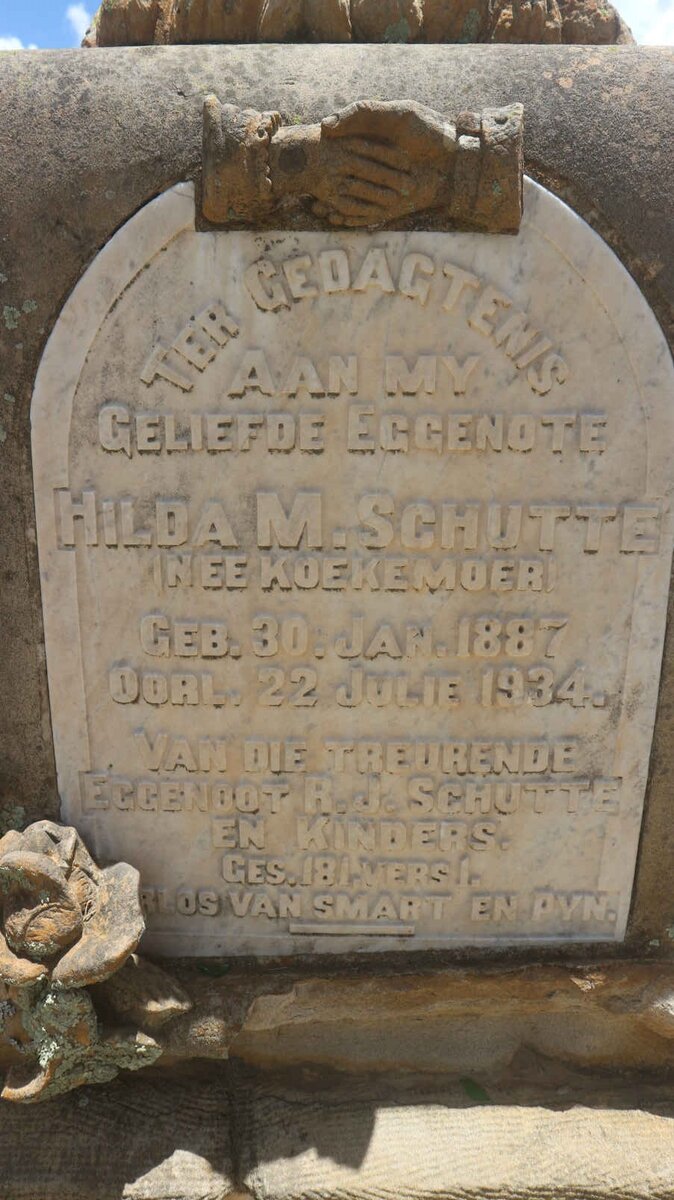 TER GEDAGTENIS
AAN MY
GELIEFDE EGGENOTE
HILDA M. SCHUTTE
(NEE KOEKEMOER)
GEB. 30. JAN. 1887
OORL. 22 JULIE 1934.
VAN DIE TREURENDE
EGGENOOT R. J. SCHUTTE
EN KINDERS.
GES. 181. VERS 1.
RLOS VAN SMART EN PYN.